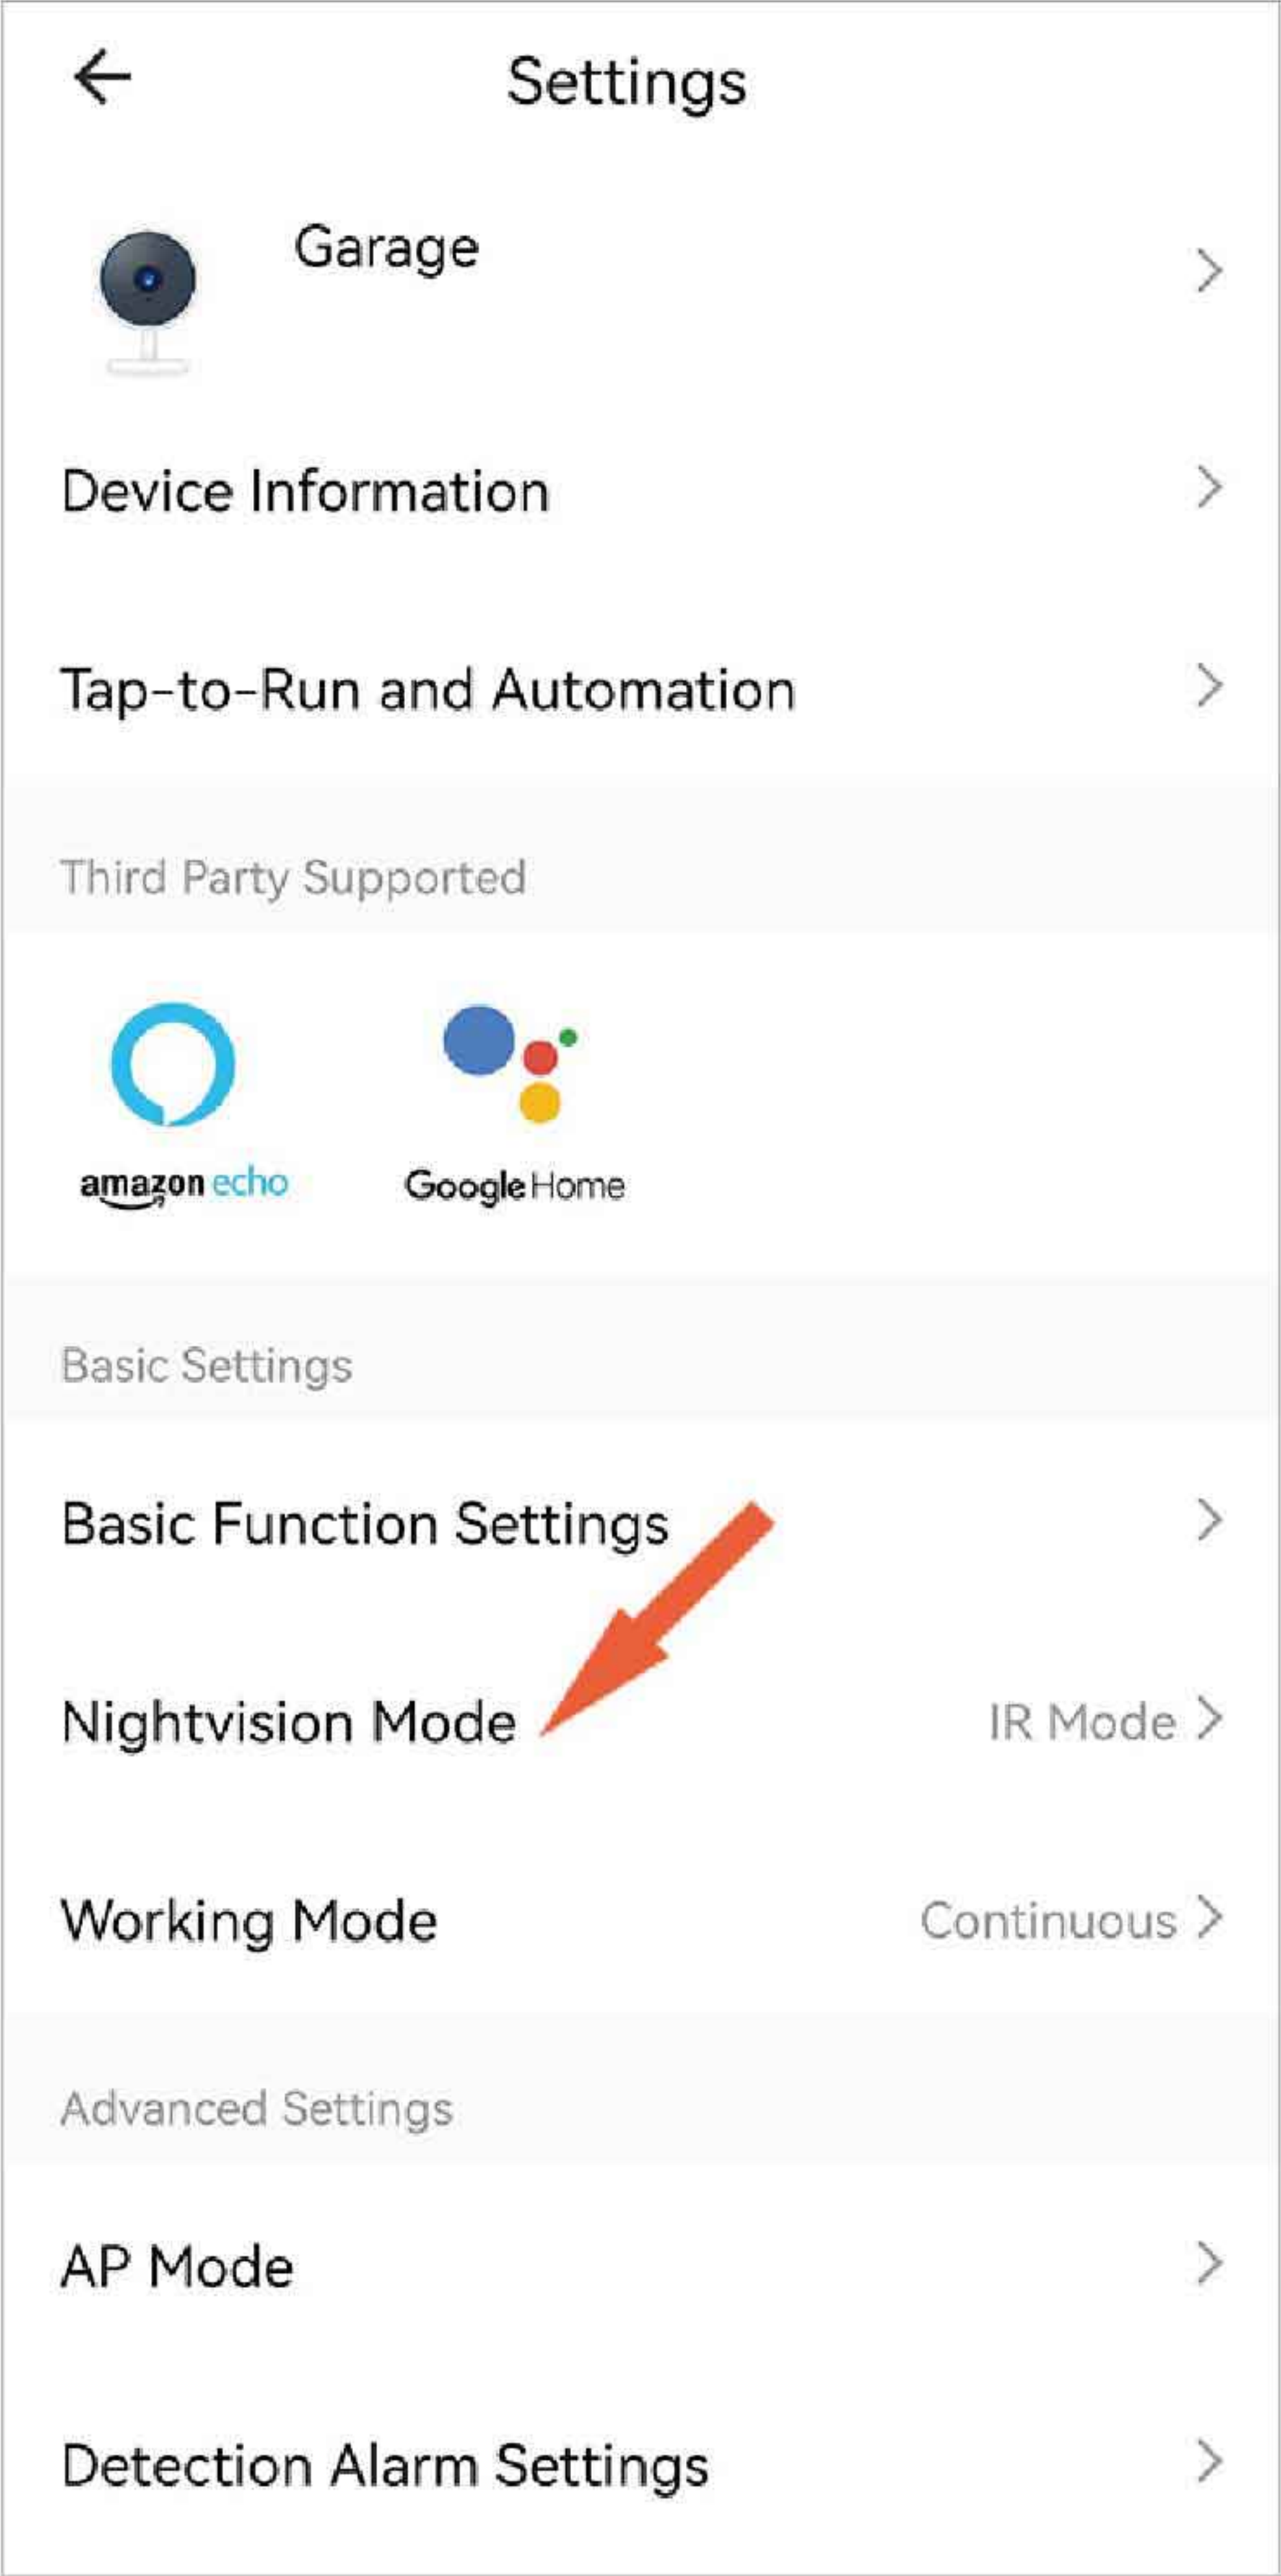 Settings
Garage
Device Information
Tap-to-Run and Automation
Third Party Supported
amazon echo
Google Home
Basic Settings
Basic Function Settings
Nightvision Mode IR Mode
Working Mode Continuous
Advanced Settings
AP Mode
Detection Alarm Settings